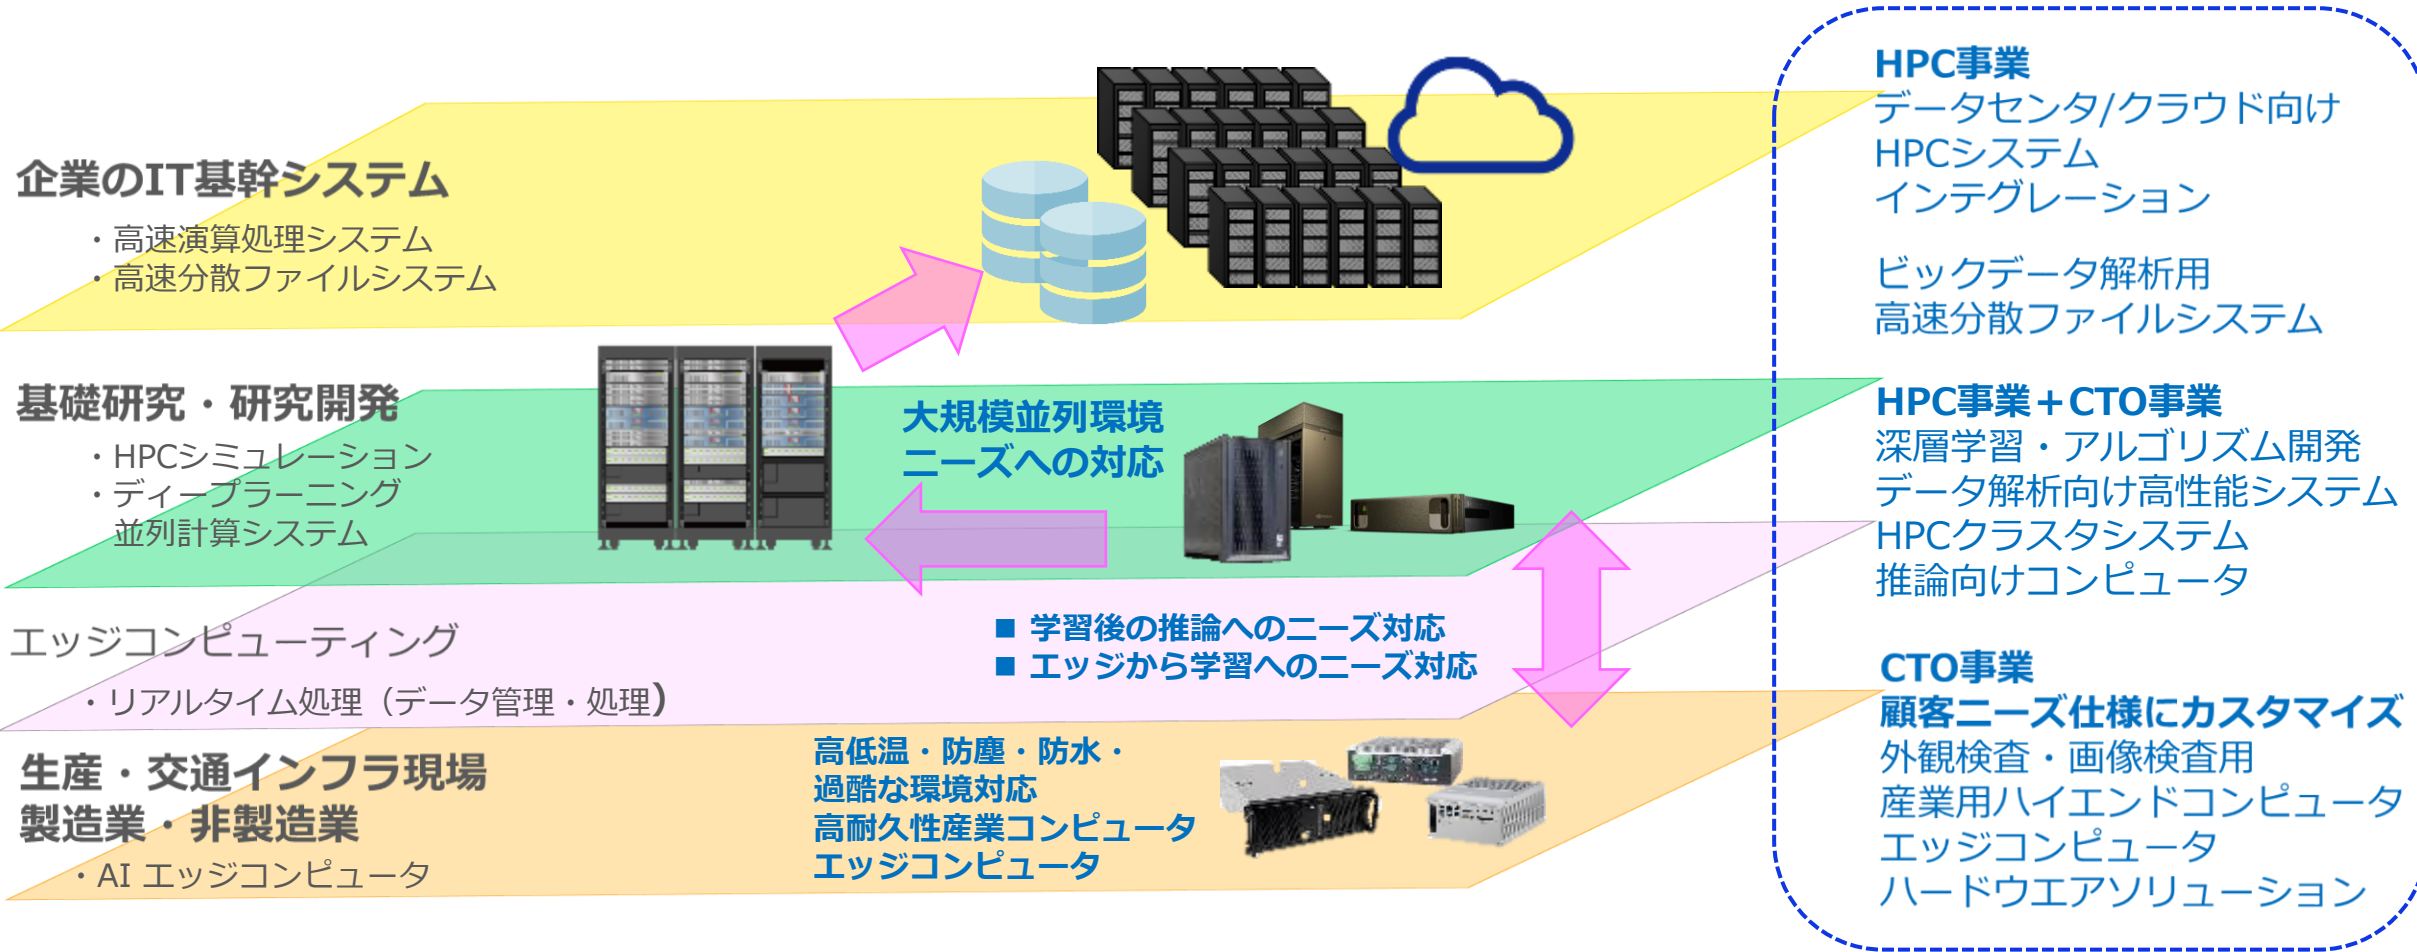 企業のIT基幹システム
・高速演算処理システム
・高速分散ファイルシステム
基礎研究・研究開発
・HPCシミュレーション
・ディープラーニング
並列計算システム
大規模並列環境
ニーズへの対応
エッジコンピューティング
・リアルタイム処理（データ管理・処理）
■ 学習後の推論へのニーズ対応
■ エッジから学習へのニーズ対応
生産・交通インフラ現場
製造業・非製造業
・AI エッジコンピュータ
高低温・防塵・防水・
過酷な環境対応
高耐久性産業コンピュータ
エッジコンピュータ
HPC事業
データセンタ/クラウド向け
HPCシステム
インテグレーション
ビックデータ解析用
高速分散ファイルシステム
HPC事業＋CTO事業
深層学習・アルゴリズム開発
データ解析向け高性能システム
HPCクラスタシステム
推論向けコンピュータ
CTO事業
顧客ニーズ仕様にカスタマイズ
外観検査・画像検査用
産業用ハイエンドコンピュータ
エッジコンピュータ
ハードウエアソリューション